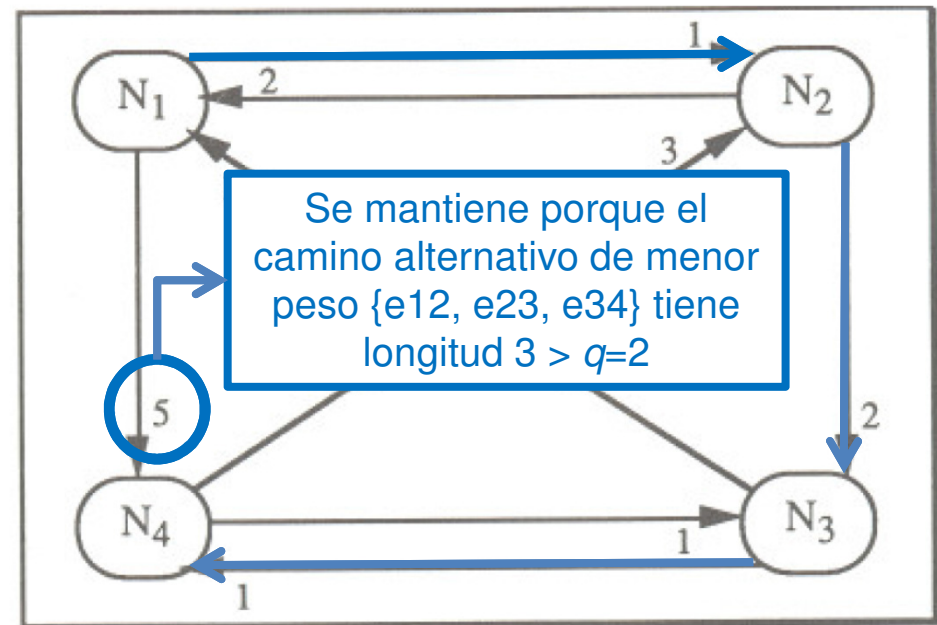 1
N1
2
N2
3
Se mantiene porque el
camino alternativo de menor
peso {e12, e23, e34} tiene
longitud 3 > q=2
5
2
N4
N3
1
1